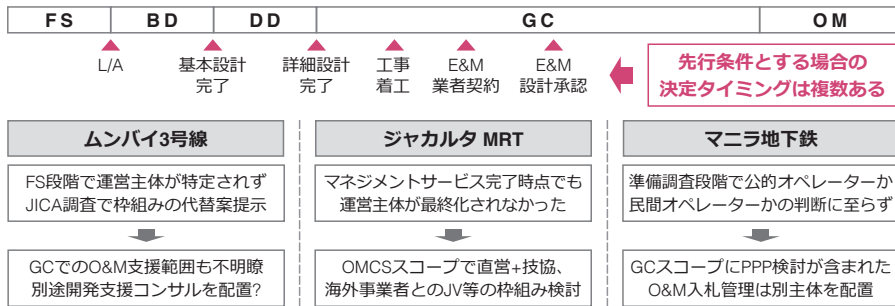 FS BD DD GC OM
L/A
基本設計
完了
詳細設計
完了
工事
着工
E&M
業者契約
E&M
設計承認
先行条件とする場合の
決定タイミングは複数ある
ムンバイ3号線
FS段階で運営主体が特定されず
JICA調査で枠組みの代替案提示
GCでのO&M支援範囲も不明瞭
別途開発支援コンサルを配置?
ジャカルタ MRT
マネジメントサービス完了時点でも
運営主体が最終化されなかった
OMCSスコープで直営+技協、
海外事業者とのJV等の枠組み検討
マニラ地下鉄
準備調査段階で公的オペレーターか
民間オペレーターかの判断に至らず
GCスコープにPPP検討が含まれた
O&M入札管理は別主体を配置